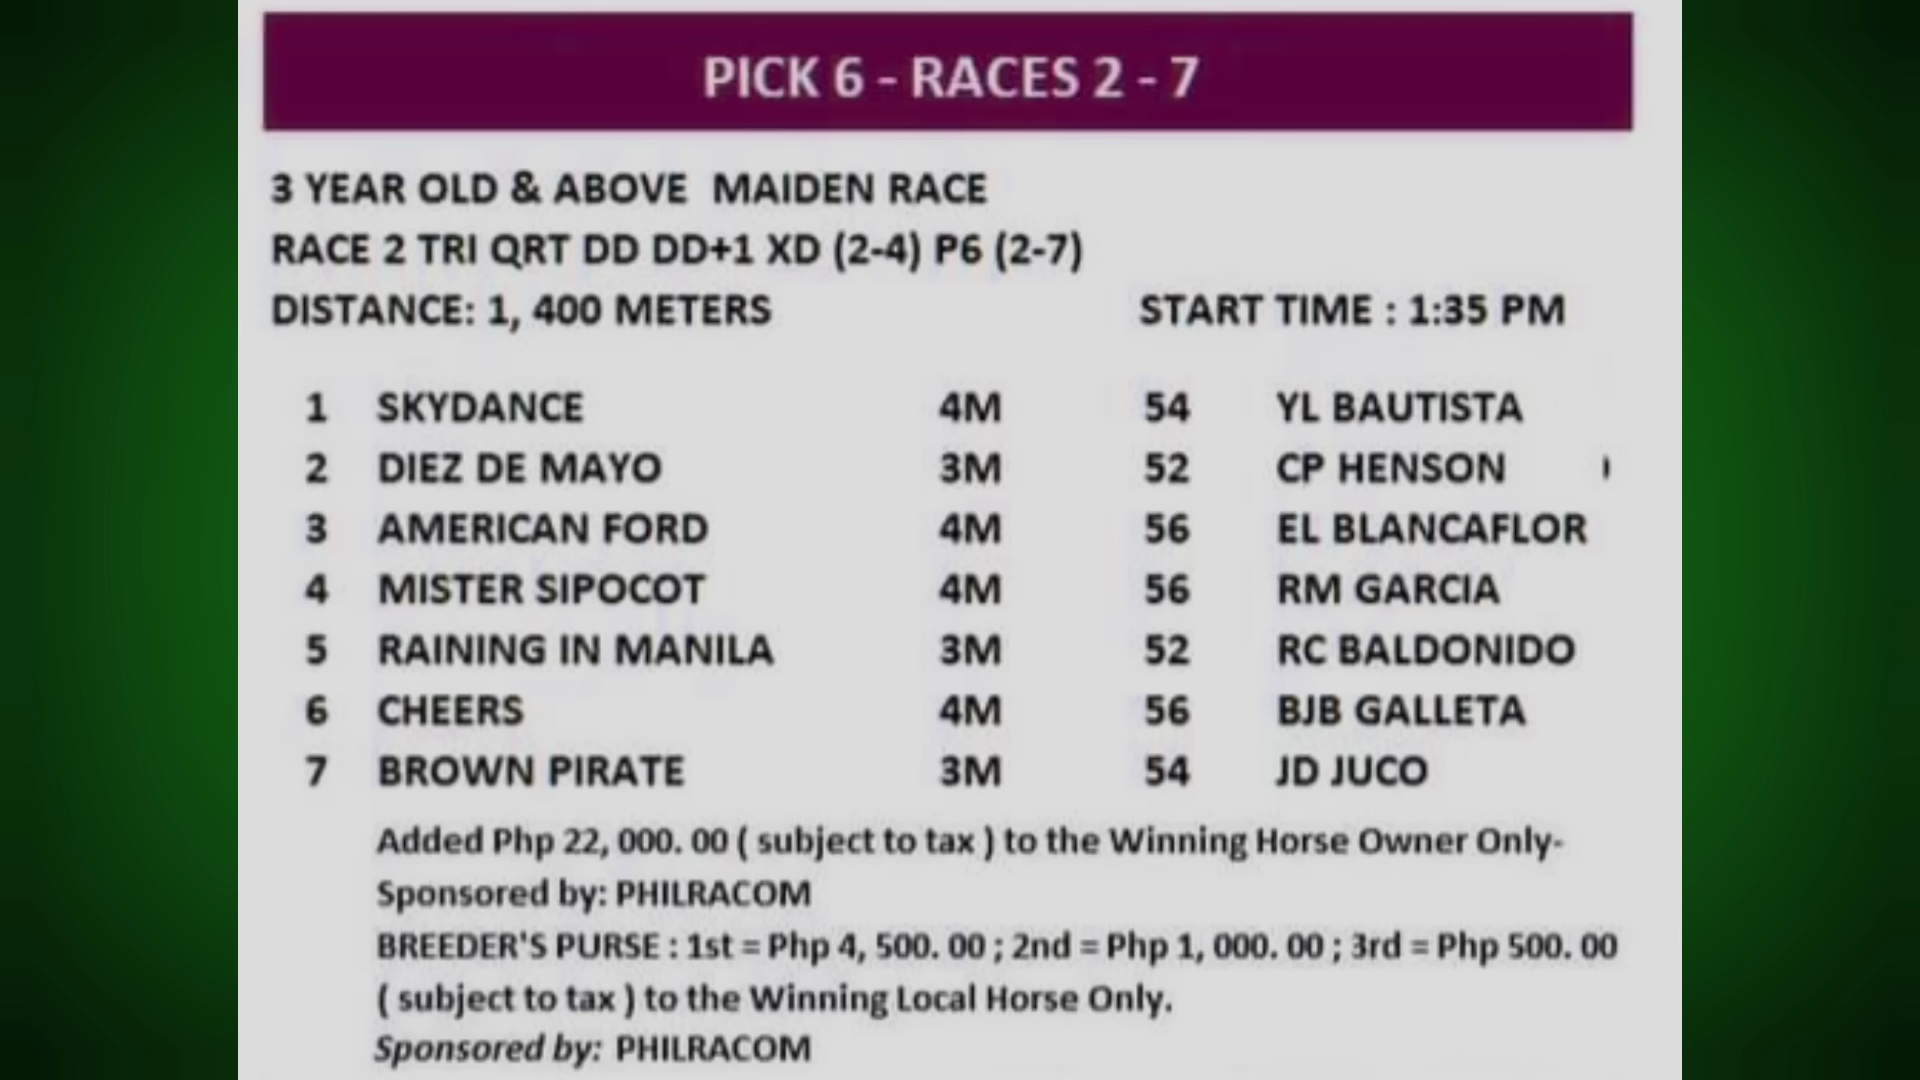 PICK 6 - RACES 2 - 7
3 YEAR OLD & ABOVE MAIDEN RACE
RACE 2 TRI QRT DD DD+1 XD (2-4) P6 (2-7)
DISTANCE: 1, 400 METERS START TIME : 1:35 PM
1 SKYDANCE 4M 54 YL BAUTISTA
2 DIEZ DE MAYO 3M 52 CP HENSON
3 AMERICAN FORD 4M 56 EL BLANCAFLOR
4 MISTER SIPOCOT 4M 56 RM GARCIA
5 RAINING IN MANILA 3M 52 RC BALDONIDO
6 CHEERS 4M 56 BJB GALLETA
7 BROWN PIRATE 3M 54 JD JUCO
Added Php 22, 000. 00 ( subject to tax ) to the Winning Horse Owner Only-
Sponsored by: PHILRACOM
BREEDER'S PURSE : 1st = Php 4, 500. 00 ; 2nd = Php 1, 000. 00 ; 3rd = Php 500. 00
( subject to tax ) to the Winning Local Horse Only.
Sponsored by: PHILRACOM